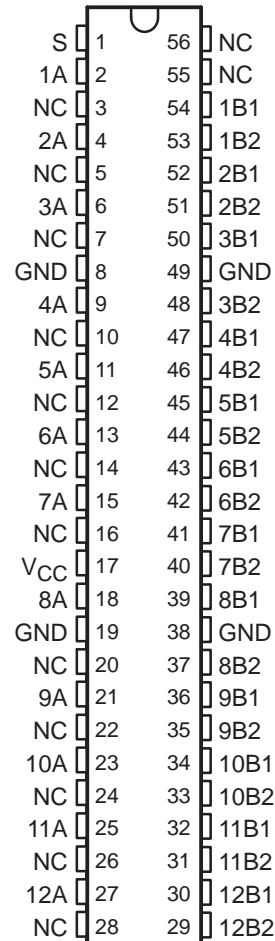 S 1 56 NC
1A 2 55 NC
NC 3 54 1B1
2A 4 53 1B2
NC 5 52 2B1
3A 6 51 2B2
NC 7 50 3B1
GND 8 49 GND
4A 9 48 3B2
NC 10 47 4B1
5A 11 46 4B2
NC 12 45 5B1
6A 13 44 5B2
NC 14 43 6B1
7A 15 42 6B2
NC 16 41 7B1
VCC 17 40 7B2
8A 18 39 8B1
GND 19 38 GND
NC 20 37 8B2
9A 21 36 9B1
NC 22 35 9B2
10A 23 34 10B1
NC 24 33 10B2
11A 25 32 11B1
NC 26 31 11B2
12A 27 30 12B1
NC 28 29 12B2